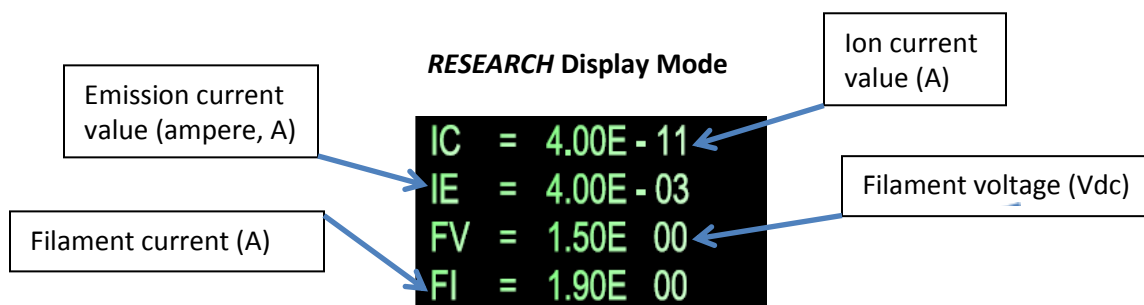 RESEARCH Display Mode
Ion current
value (A)
Emission current
value (ampere, A)
IC = 4.00E - 11
IE = 4.00E - 03
FV = 1.50E 00
FI = 1.90E 00
Filament voltage (Vdc)
Filament current (A)